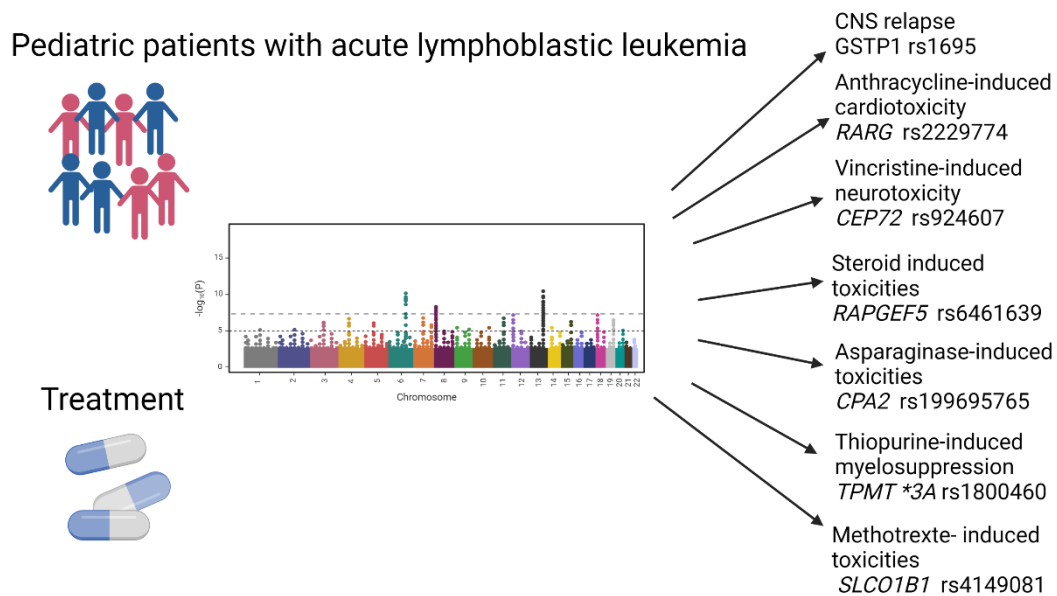 Pediatric patients with acute lymphoblastic leukemia
Treatment
-log₁₀(P)
15
10
5
0
1
2
3
4
5
6
7
8
9
10
11
12
13
14
15
16
17
18
19
20
21
22
Chromosome
CNS relapse
GSTP1 rs1695
Anthracycline-induced
cardiotoxicity
RARG rs2229774
Vincristine-induced
neurotoxicity
CEP72 rs924607
Steroid induced
toxicities
RAPGEF5 rs6461639
Asparaginase-induced
toxicities
CPA2 rs199695765
Thiopurine-induced
myelosuppression
TPMT *3A rs1800460
Methotrexte- induced
toxicities
SLCO1B1 rs4149081